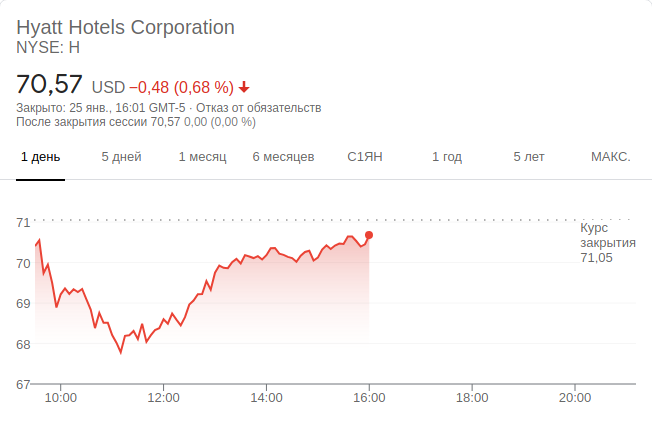 Hyatt Hotels Corporation
NYSE: H
70,57 USD −0,48 (0,68 %)
Закрыто: 25 янв., 16:01 GMT-5 · Отказ от обязательств
После закрытия сессии 70,57 0,00 (0,00 %)
1 день 5 дней 1 месяц 6 месяцев С1ЯН 1 год 5 лет МАКС.
71
Курс
закрытия
71,05
70
69
68
67
10:00 12:00 14:00 16:00 18:00 20:00